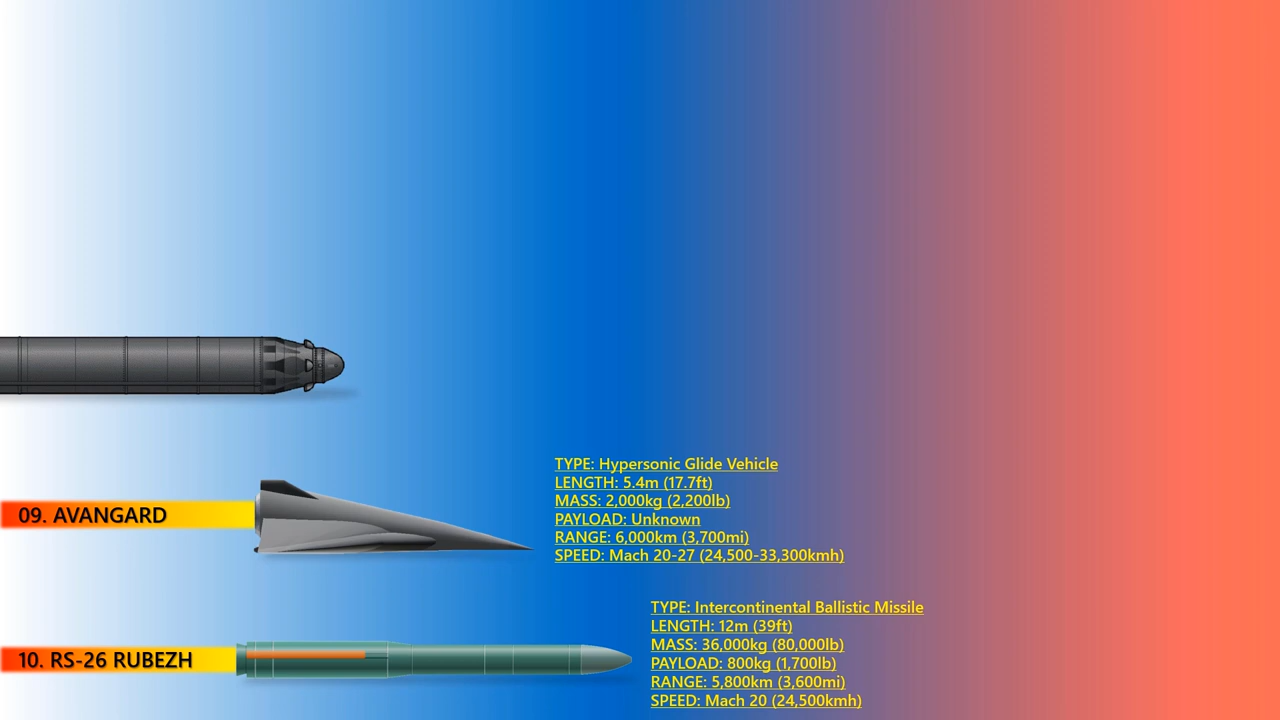 09. AVANGARD
TYPE: Hypersonic Glide Vehicle
LENGTH: 5.4m (17.7ft)
MASS: 2,000kg (2,200lb)
PAYLOAD: Unknown
RANGE: 6,000km (3,700mi)
SPEED: Mach 20-27 (24,500-33,300kmh)
10. RS-26 RUBEZH
TYPE: Intercontinental Ballistic Missile
LENGTH: 12m (39ft)
MASS: 36,000kg (80,000lb)
PAYLOAD: 800kg (1,700lb)
RANGE: 5,800km (3,600mi)
SPEED: Mach 20 (24,500kmh)